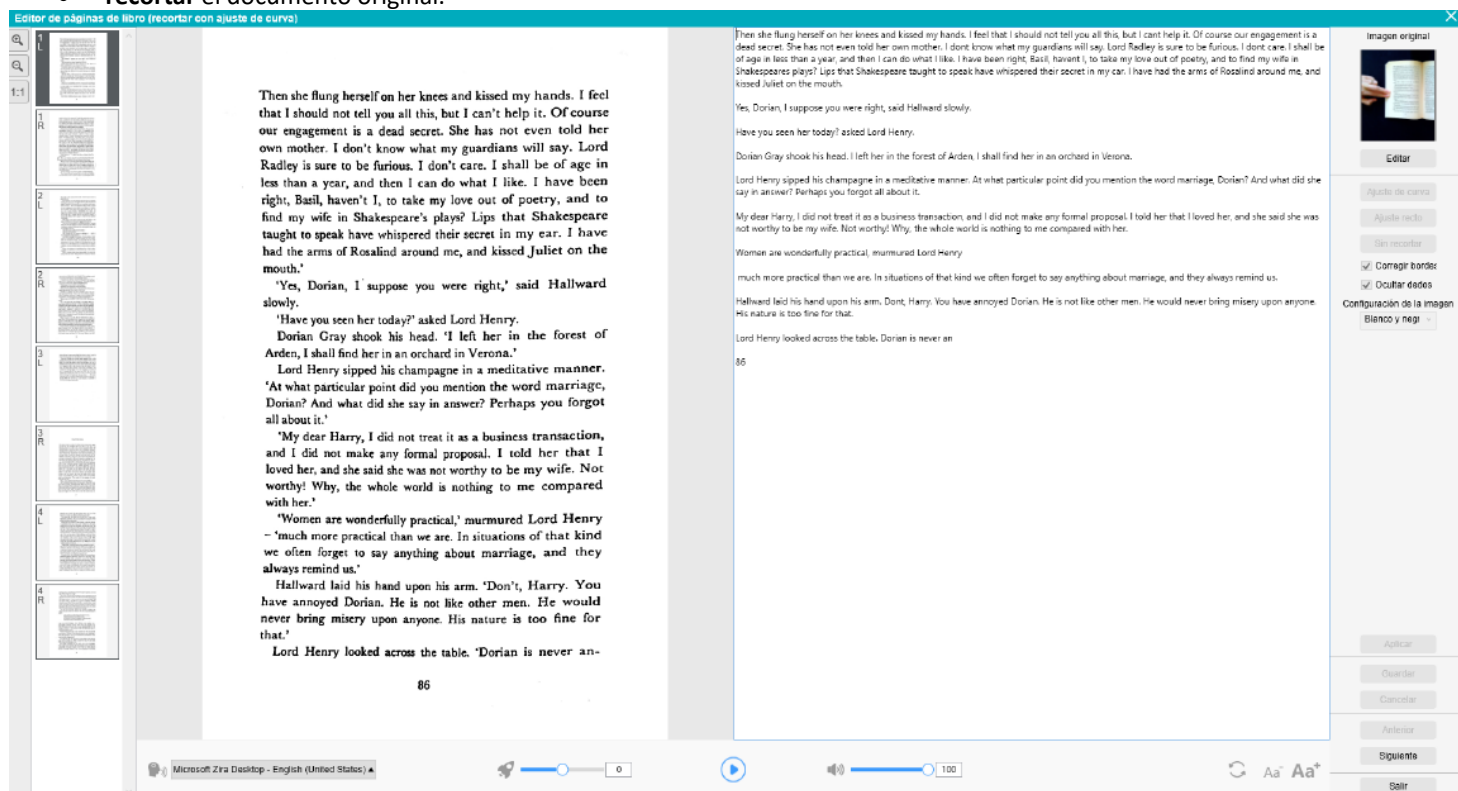 • recortar el documento original.
Editor de páginas de libro (recortar con ajuste de curva)
1:1
1
L
1
R
2
L
2
R
3
L
3
R
4
L
4
R
Then she flung herself on her knees and kissed my hands. I feel
that I should not tell you all this, but I can't help it. Of course
our engagement is a dead secret. She has not even told her
own mother. I don't know what my guardians will say. Lord
Radley is sure to be furious. I don't care. I shall be of age in
less than a year, and then I can do what I like. I have been
right, Basil, haven't I, to take my love out of poetry, and to
find my wife in Shakespeare's plays? Lips that Shakespeare
taught to speak have whispered their secret in my ear. I have
had the arms of Rosalind around me, and kissed Juliet on the
mouth.'
'Yes, Dorian, I suppose you were right,' said Hallward
slowly.
'Have you seen her today?' asked Lord Henry.
Dorian Gray shook his head. 'I left her in the forest of
Arden, I shall find her in an orchard in Verona.'
Lord Henry sipped his champagne in a meditative manner.
'At what particular point did you mention the word marriage,
Dorian? And what did she say in answer? Perhaps you forgot
all about it.'
'My dear Harry, I did not treat it as a business transaction,
and I did not make any formal proposal. I told her that I
loved her, and she said she was not worthy to be my wife. Not
worthy! Why, the whole world is nothing to me compared
with her.'
'Women are wonderfully practical,' murmured Lord Henry
– 'much more practical than we are. In situations of that kind
we often forget to say anything about marriage, and they
always remind us.'
Hallward laid his hand upon his arm. 'Don't, Harry. You
have annoyed Dorian. He is not like other men. He would
never bring misery upon anyone. His nature is too fine for
that.'
Lord Henry looked across the table. 'Dorian is never an-
86
Then she flung herself on her knees and kissed my hands. I feel that I should not tell you all this, but I cant help it. Of course our engagement is a
dead secret. She has not even told her own mother. I dont know what my guardians will say. Lord Radley is sure to be furious. I dont care. I shall be
of age in less than a year, and then I can do what I like. I have been right, Basil, havent I, to take my love out of poetry, and to find my wife in
Shakespeares plays? Lips that Shakespeare taught to speak have whispered their secret in my car. I have had the arms of Rosalind around me, and
kissed Juliet on the mouth.
Yes, Dorian, I suppose you were right, said Hallward slowly.
Have you seen her today? asked Lord Henry.
Dorian Gray shook his head. I left her in the forest of Arden, I shall find her in an orchard in Verona.
Lord Henry sipped his champagne in a meditative manner. At what particular point did you mention the word marriage, Dorian? And what did she
say in answer? Perhaps you forgot all about it.
My dear Harry, I did not treat it as a business transaction, and I did not make any formal proposal. I told her that I loved her, and she said she was
not worthy to be my wife. Not worthy! Why, the whole world is nothing to me compared with her.
Women are wonderfully practical, murmured Lord Henry
much more practical than we are. In situations of that kind we often forget to say anything about marriage, and they always remind us.
Hallward laid his hand upon his arm. Dont, Harry. You have annoyed Dorian. He is not like other men. He would never bring misery upon anyone.
His nature is too fine for that.
Lord Henry looked across the table. Dorian is never an
86
Imagen original
Editar
Ajuste de curva
Ajuste recto
Sin recortar
Corregir bordes
Ocultar dedos
Configuración de la imagen
Blanco y negr
Aplicar
Guardar
Cancelar
Anterior
Siguiente
Salir
Microsoft Zira Desktop - English (United States)
0
100
Aa⁻ Aa⁺